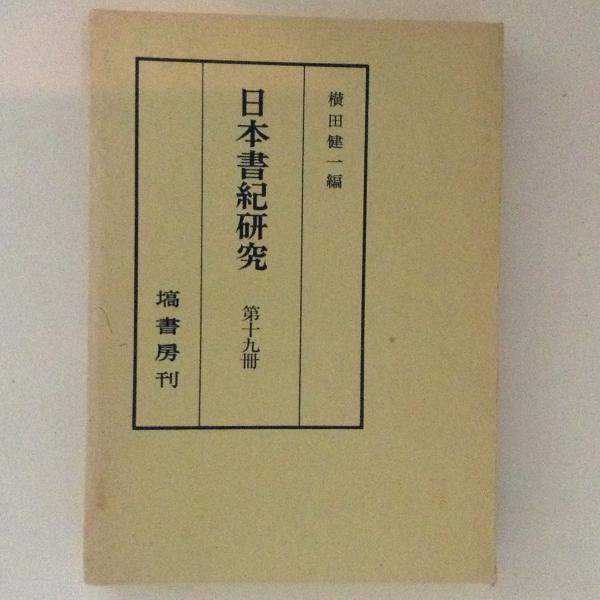 横田健一編
日本書紀研究 第十九冊
塙書房刊